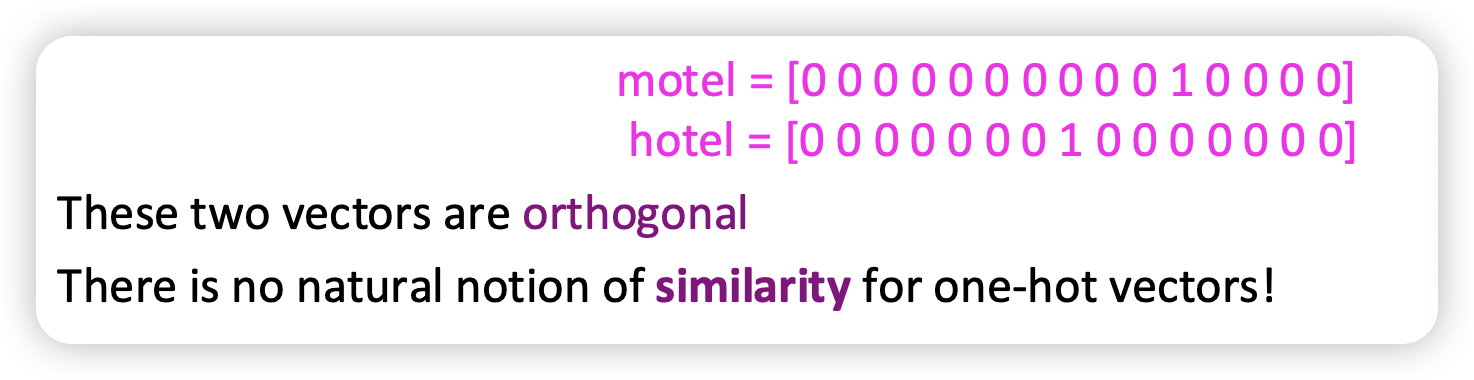 motel = [0 0 0 0 0 0 0 0 0 0 1 0 0 0 0]
hotel = [0 0 0 0 0 0 0 1 0 0 0 0 0 0 0]
These two vectors are orthogonal
There is no natural notion of similarity for one-hot vectors!